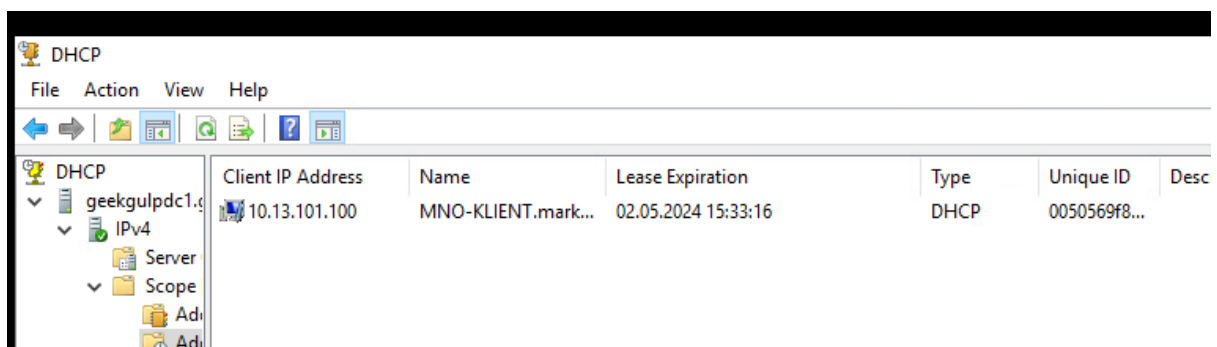 DHCP
File Action View Help
DHCP
geekgulpdc1.g
IPv4
Server
Scope
Client IP Address Name Lease Expiration Type Unique ID Desc
10.13.101.100 MNO-KLIENT.mark... 02.05.2024 15:33:16 DHCP 0050569f8...